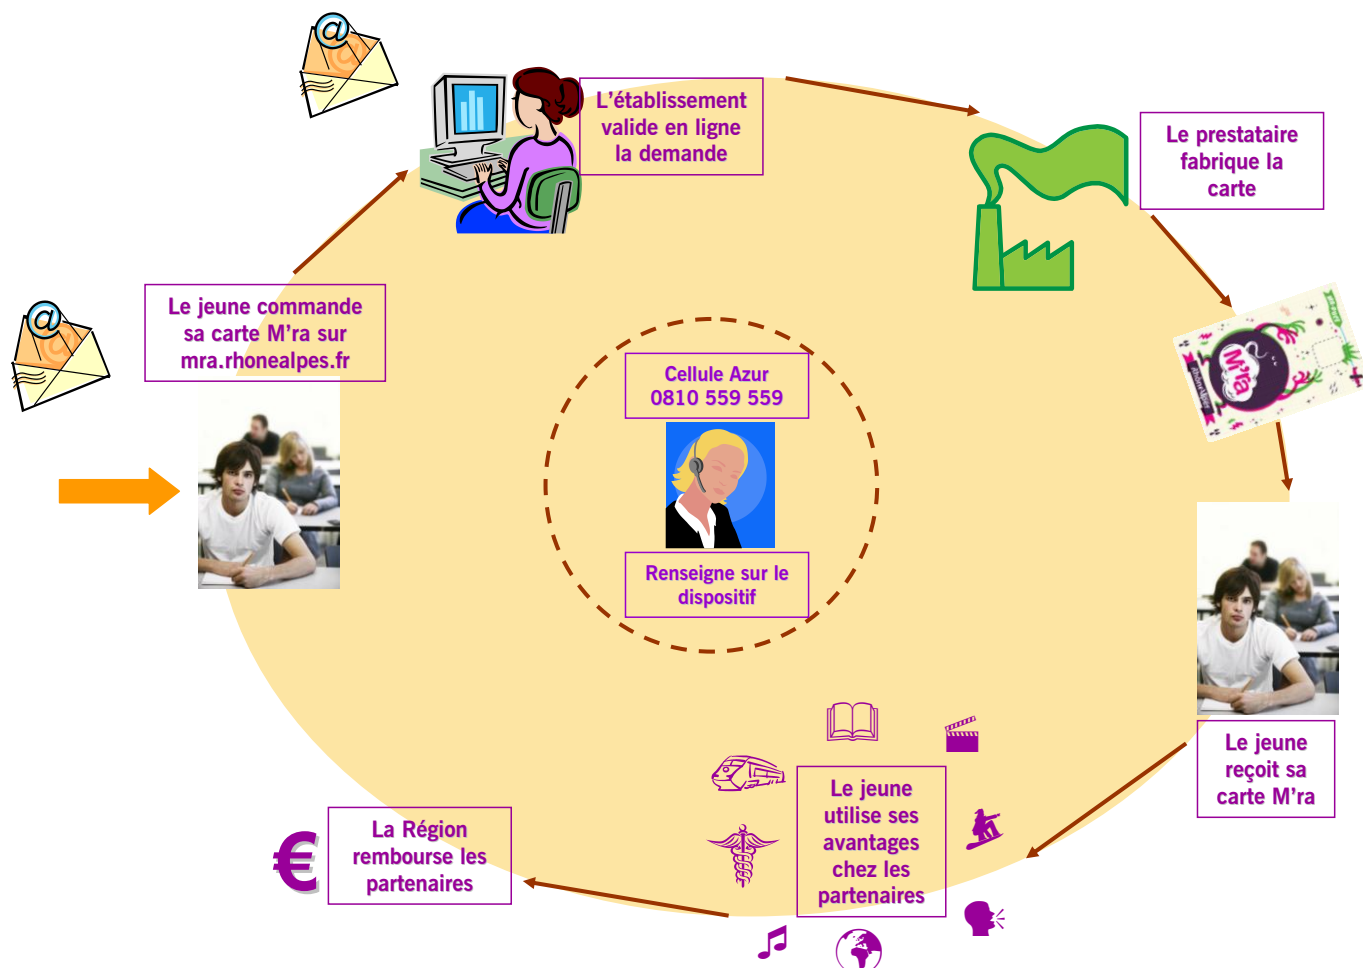 L'établissement
valide en ligne
la demande
Le prestataire
fabrique la
carte
Le jeune commande
sa carte M'ra sur
mra.rhonealpes.fr
M'ra
RhôneAlpes
Cellule Azur
0810 559 559
Renseigne sur le
dispositif
Le jeune
reçoit sa
carte M'ra
Le jeune
utilise ses
avantages
chez les
partenaires
La Région
rembourse les
partenaires
€